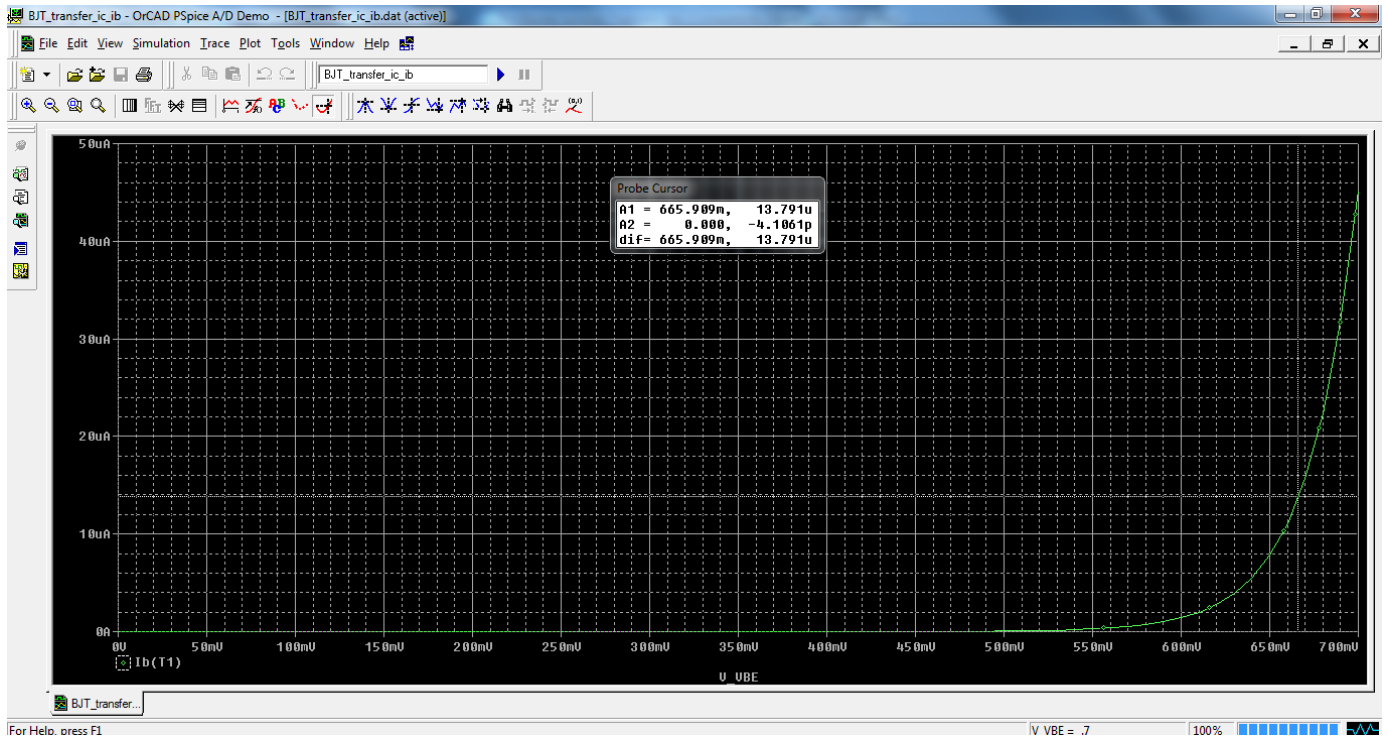 BJT_transfer_ic_ib - OrCAD PSpice A/D Demo - [BJT_transfer_ic_ib.dat (active)]
File Edit View Simulation Trace Plot Tools Window Help
BJT_transfer_ic_ib
50uA
40uA
30uA
20uA
10uA
0A
Probe Cursor
A1 = 665.909m, 13.791u
A2 = 0.000, -4.1061p
dif= 665.909m, 13.791u
0V 50mV 100mV 150mV 200mV 250mV 300mV 350mV 400mV 450mV 500mV 550mV 600mV 650mV 700mV
Ib(T1)
V_VBE
BJT_transfer...
For Help, press F1
V_VBE = .7
100%